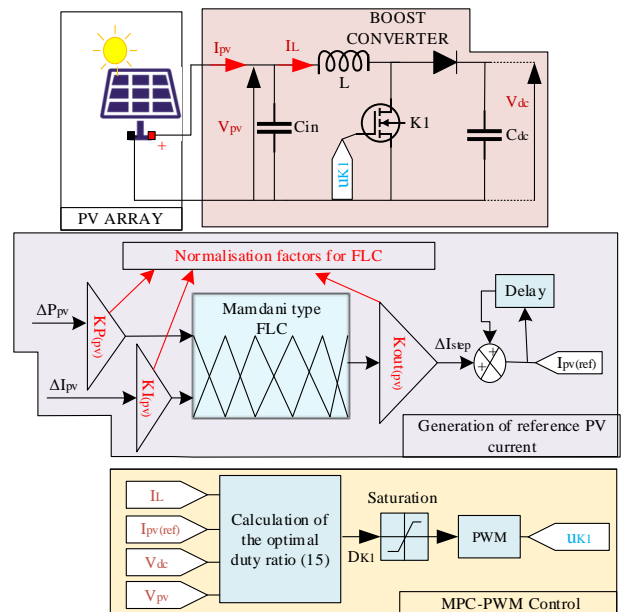 BOOST
CONVERTER
Ipv
IL
L
+
Vpv
Cin
K1
uK1
Vdc
Cdc
PV ARRAY
Normalisation factors for FLC
ΔPpv
KP(pv)
ΔIpv
KI(pv)
Mamdani type
FLC
Kout(pv)
ΔIstep
+
+
Delay
Ipv(ref)
Generation of reference PV
current
IL
Ipv(ref)
Vdc
Vpv
Calculation of
the optimal
duty ratio (15)
DK1
Saturation
PWM
uK1
MPC-PWM Control